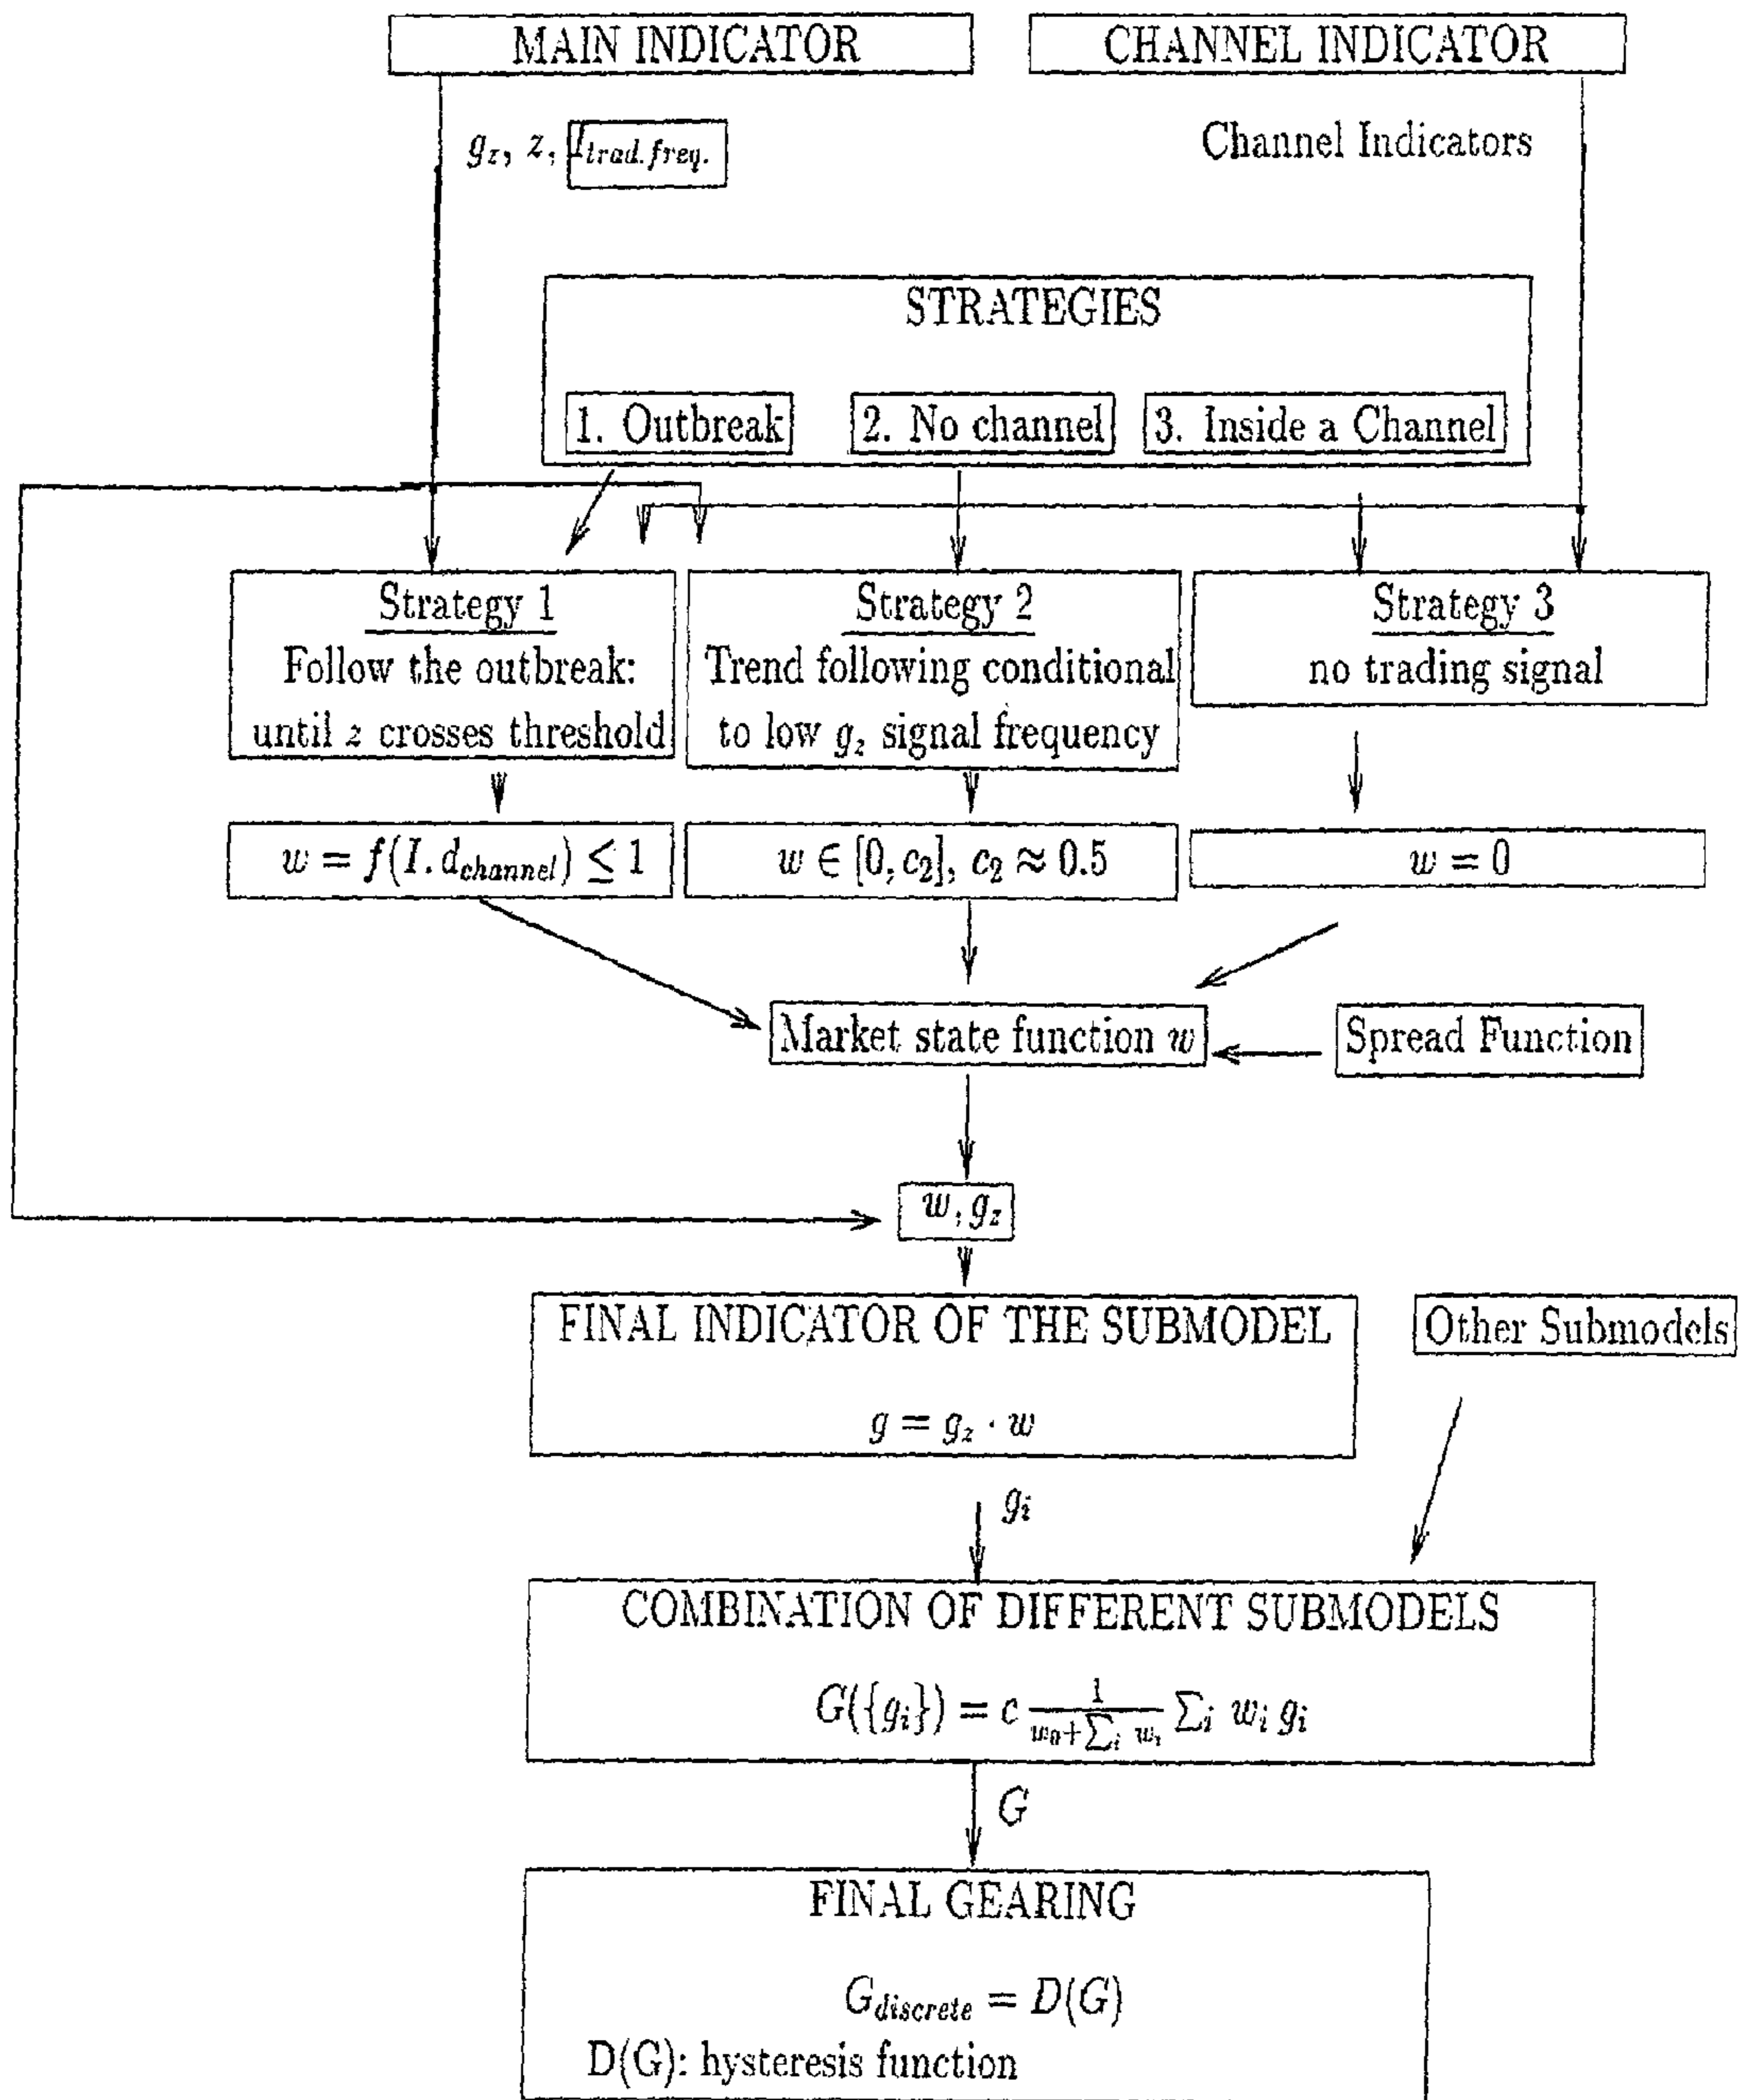 MAIN INDICATOR
CHANNEL INDICATOR
g_z, z, I_trad.freq.
Channel Indicators
STRATEGIES
1. Outbreak
2. No channel
3. Inside a Channel
Strategy 1
Follow the outbreak:
until z crosses threshold
Strategy 2
Trend following conditional
to low g_z signal frequency
Strategy 3
no trading signal
w = f(I.d_channel) ≤ 1
w ∈ [0, c_2], c_2 ≈ 0.5
w = 0
Market state function w
Spread Function
w, g_z
FINAL INDICATOR OF THE SUBMODEL
g = g_z · w
Other Submodels
g_i
COMBINATION OF DIFFERENT SUBMODELS
G({g_i}) = c 1/(w_0+∑_i w_i) ∑_i w_i g_i
G
FINAL GEARING
G_discrete = D(G)
D(G): hysteresis function